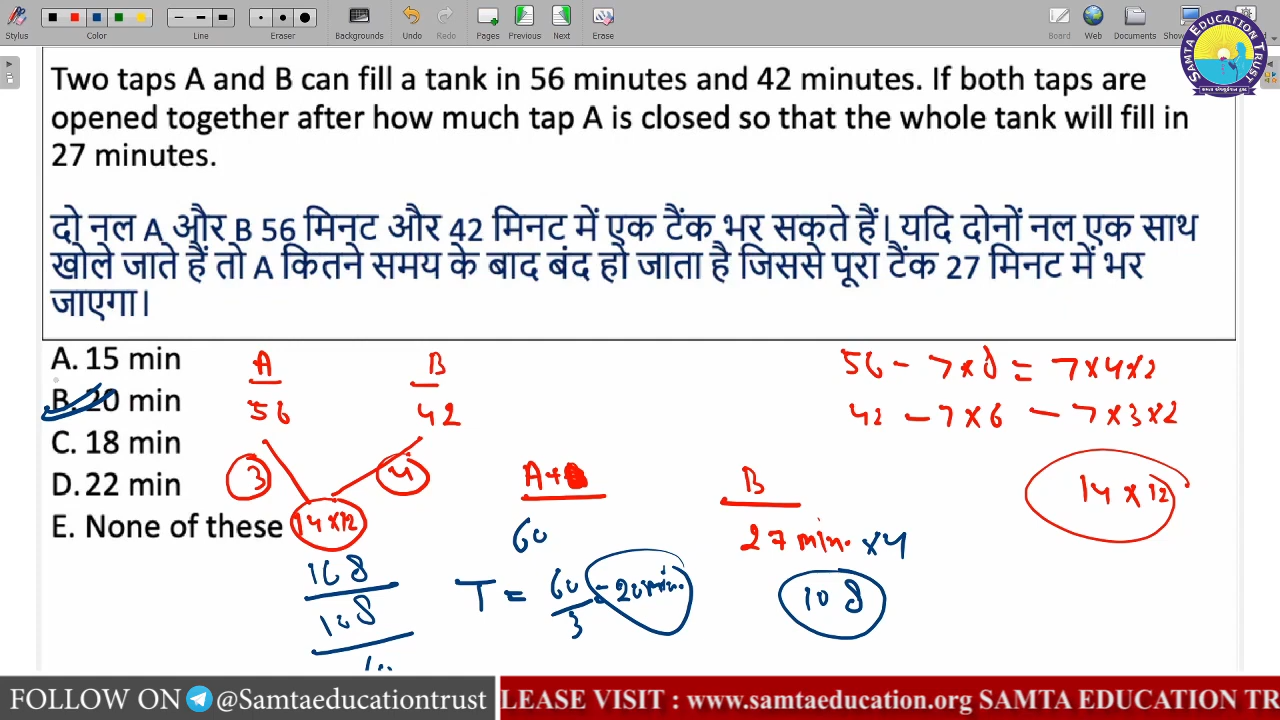 Stylus Color Line Eraser Backgrounds Undo Redo Pages Previous Next Erase Board Web Documents
SAMTA EDUCATION TRUST
Two taps A and B can fill a tank in 56 minutes and 42 minutes. If both taps are
opened together after how much tap A is closed so that the whole tank will fill in
27 minutes.
दो नल A और B 56 मिनट और 42 मिनट में एक टैंक भर सकते हैं। यदि दोनों नल एक साथ
खोले जाते हैं तो A कितने समय के बाद बंद हो जाता है जिससे पूरा टैंक 27 मिनट में भर
जाएगा।
A. 15 min
B. 20 min
C. 18 min
D. 22 min
E. None of these
A B
56 42
3 4
14×12
168
108
A+
60
T = 60/3 = 20 min.
B
27 min. ×4
108
56 – 7×8 = 7×4×2
42 – 7×6 – 7×3×2
14 × 12
FOLLOW ON @Samtaeducationtrust LEASE VISIT : www.samtaeducation.org SAMTA EDUCATION TR